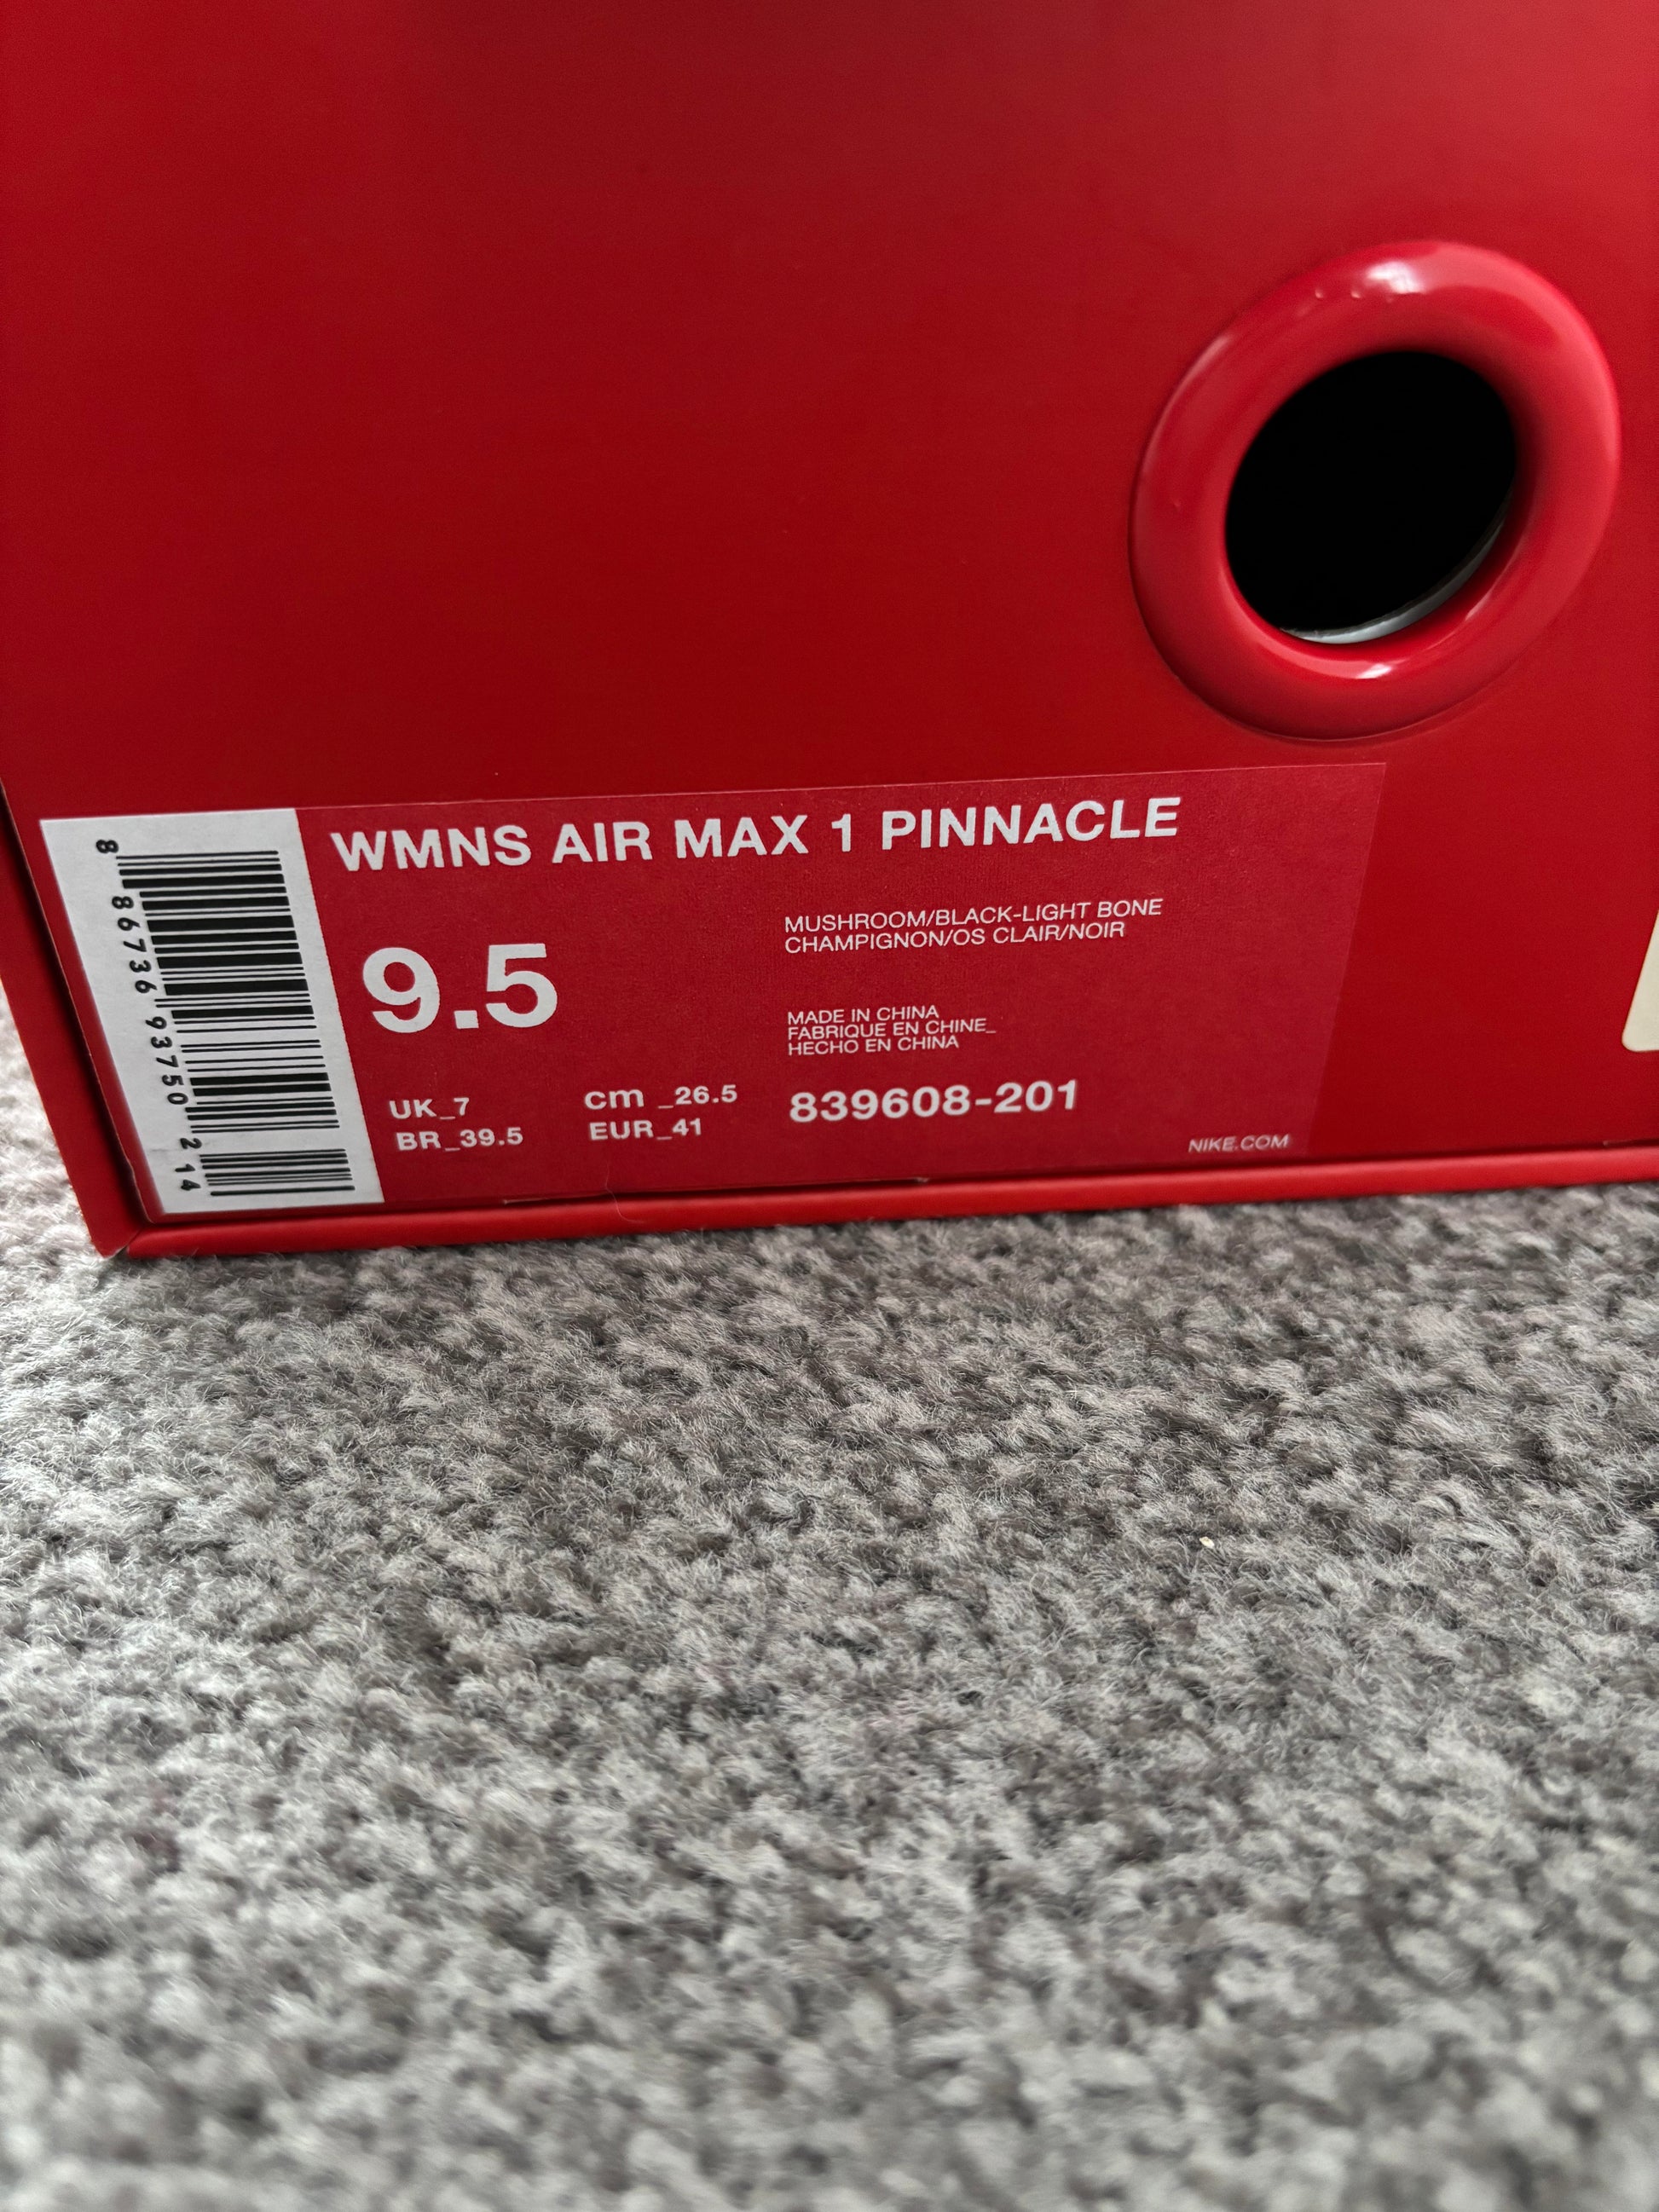 WMNS AIR MAX 1 PINNACLE
9.5
MUSHROOM/BLACK-LIGHT BONE
CHAMPIGNON/OS CLAIR/NOIR
MADE IN CHINA
FABRIQUE EN CHINE_
HECHO EN CHINA
UK_7
cm _26.5
BR_39.5
EUR_41
839608-201
NIKE.COM
8 86736 93750 2 14